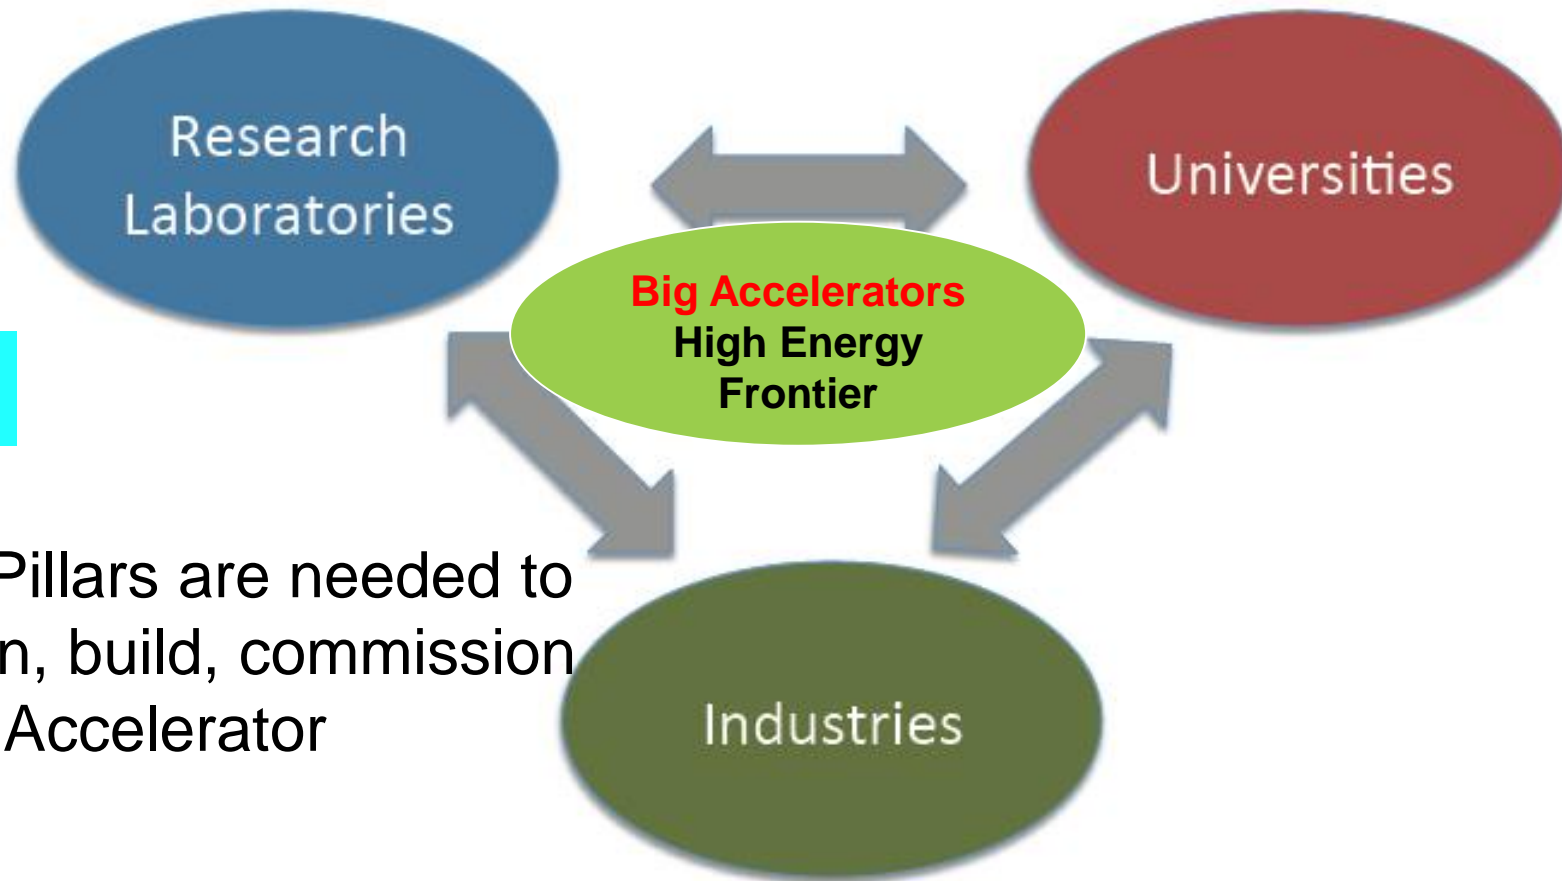 Research
Laboratories
Universities
Big Accelerators
High Energy
Frontier
Pillars are needed to
n, build, commission
Accelerator
Industries